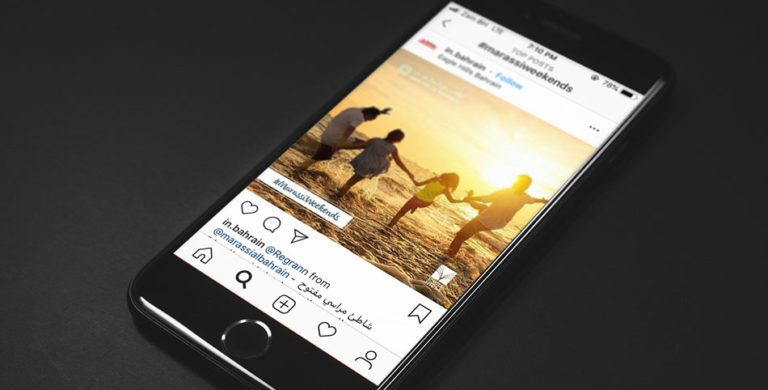 Zain BH LTE
7:10 PM
78%
TOP POSTS
#marassiweekends
in.bahrain • Follow
Eagle Hills Bahrain
#MarassiWeekends
in.bahrain @Regrann from
@marassialbahrain -
شاطئ مراسي مفتوح